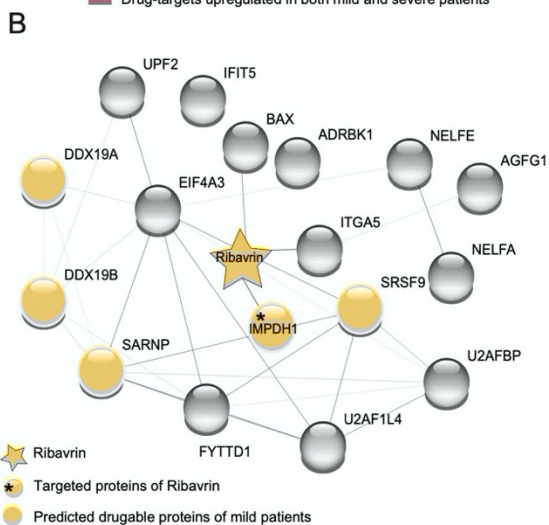 Drug-targets upregulated in both mild and severe patients
B
UPF2
IFIT5
BAX
ADRBK1
NELFE
DDX19A
AGFG1
EIF4A3
ITGA5
Ribavrin
NELFA
DDX19B
SRSF9
*
IMPDH1
SARNP
U2AFBP
U2AF1L4
FYTTD1
Ribavrin
* Targeted proteins of Ribavrin
Predicted drugable proteins of mild patients